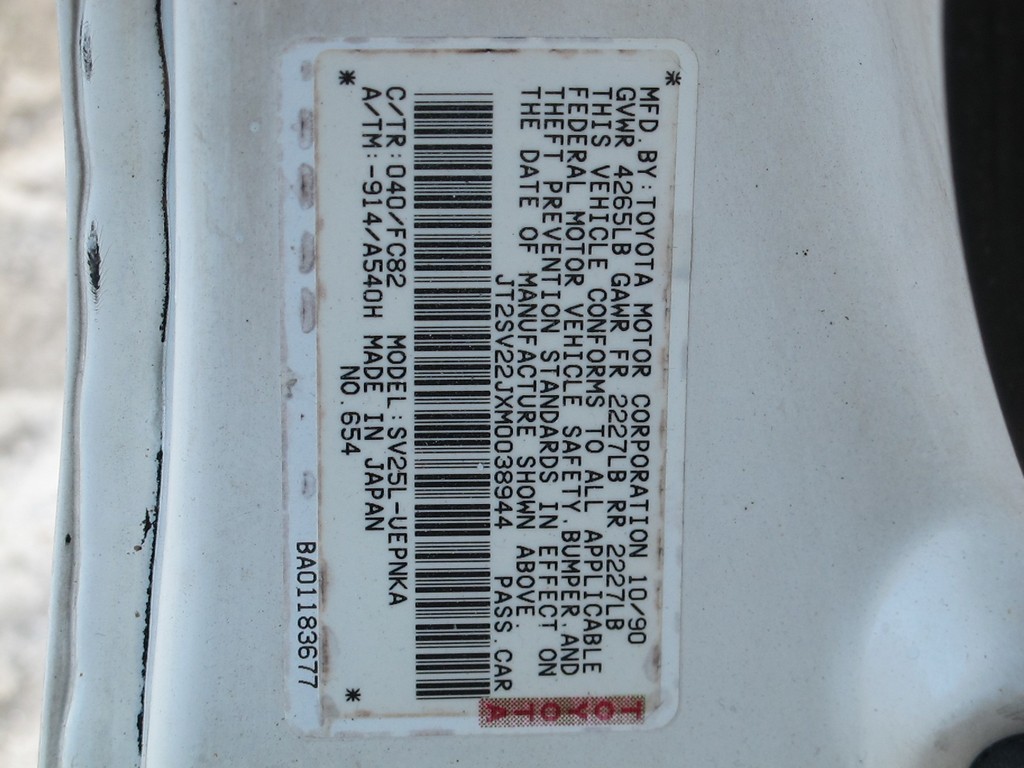 MFD.BY:TOYOTA MOTOR CORPORATION 10/90
GVWR 4265LB GAWR FR 2227LB RR 2227LB
THIS VEHICLE CONFORMS TO ALL APPLICABLE
FEDERAL MOTOR VEHICLE SAFETY.BUMPER.AND
THEFT PREVENTION STANDARDS IN EFFECT ON
THE DATE OF MANUFACTURE SHOWN ABOVE.
JT2SV22JXM0038944 PASS.CAR
C/TR:040/FC82 MODEL:SV25L-UEPNKA
A/TM:-914/A540H MADE IN JAPAN
NO.654
TOYOTA
BA01183677